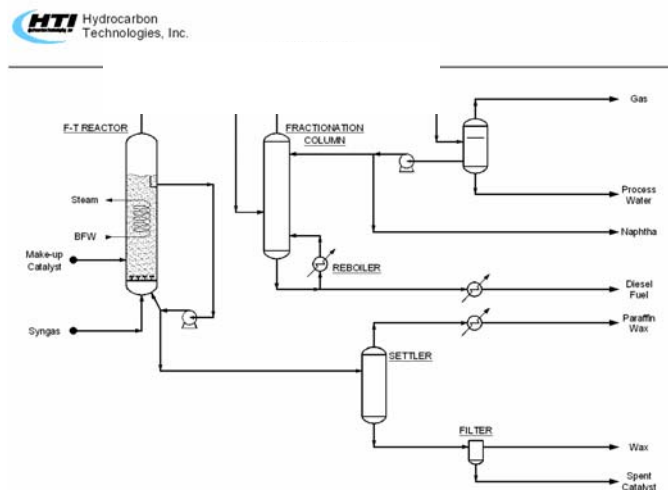 HTI Hydrocarbon
Technologies, Inc.
F-T REACTOR
FRACTIONATION
COLUMN
Gas
Steam
BFW
Process
Water
Naphtha
Make-up
Catalyst
REBOILER
Diesel
Fuel
Syngas
Paraffin
Wax
SETTLER
FILTER
Wax
Spent
Catalyst